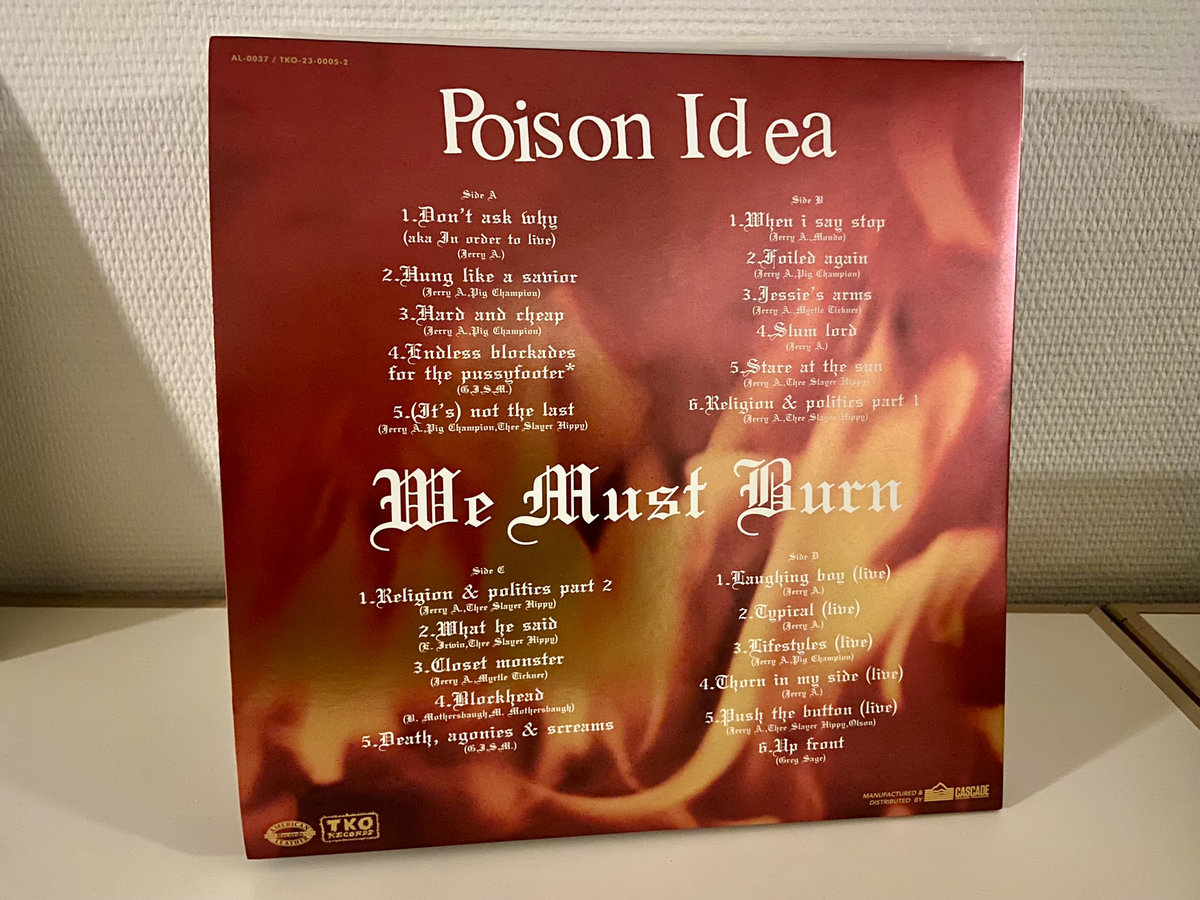 AL-0037 / TKO-23-0005-2
Poison Idea
Side A
1.Don't ask why
(aka In order to live)
(Jerry A.)
2.Hung like a savior
(Jerry A.,Pig Champion)
3.Hard and cheap
(Jerry A.,Pig Champion)
4.Endless blockades
for the pussyfooter*
(G.I.S.M.)
5.(It's) not the last
(Jerry A.,Pig Champion,Thee Slayer Hippy)
Side B
1.When i say stop
(Jerry A.,Mondo)
2.Foiled again
(Jerry A.,Pig Champion)
3.Jessie's arms
(Jerry A.,Myrtle Tickner)
4.Slum lord
(Jerry A.)
5.Stare at the sun
(Jerry A.,Thee Slayer Hippy)
6.Religion & politics part 1
(Jerry A.,Thee Slayer Hippy)
We Must Burn
Side C
1.Religion & politics part 2
(Jerry A.,Thee Slayer Hippy)
2.What he said
(E. Irwin,Thee Slayer Hippy)
3.Closet monster
(Jerry A.,Myrtle Tickner)
4.Blockhead
(B. Mothersbaugh,M. Mothersbaugh)
5.Death, agonies & screams
(G.I.S.M.)
Side D
1.Laughing boy (live)
(Jerry A.)
2.Typical (live)
(Jerry A.)
3.Lifestyles (live)
(Jerry A.,Pig Champion)
4.Thorn in my side (live)
(Jerry A.)
5.Push the button (live)
(Jerry A.,Thee Slayer Hippy,Olson)
6.Up front
(Greg Sage)
AMERICAN
Records
LEATHER
TKO
RECORDS
MANUFACTURED &
DISTRIBUTED BY
CASCADE